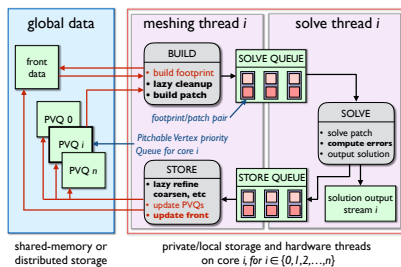 global data
meshing thread i
solve thread i
front
data
BUILD
• build footprint
• lazy cleanup
• build patch
SOLVE QUEUE
footprint/patch
pair
PVQ 0
PVQ i
PVQ n
Pitchable Vertex priority
Queue for core i
SOLVE
• solve patch
• compute errors
• output solution
STORE
• lazy refine
coarsen, etc
• update PVQs
• update front
STORE QUEUE
solution output
stream i
shared-memory or
distributed storage
private/local storage and hardware threads
on core i, for i ∈ {0,1,2,…,n}